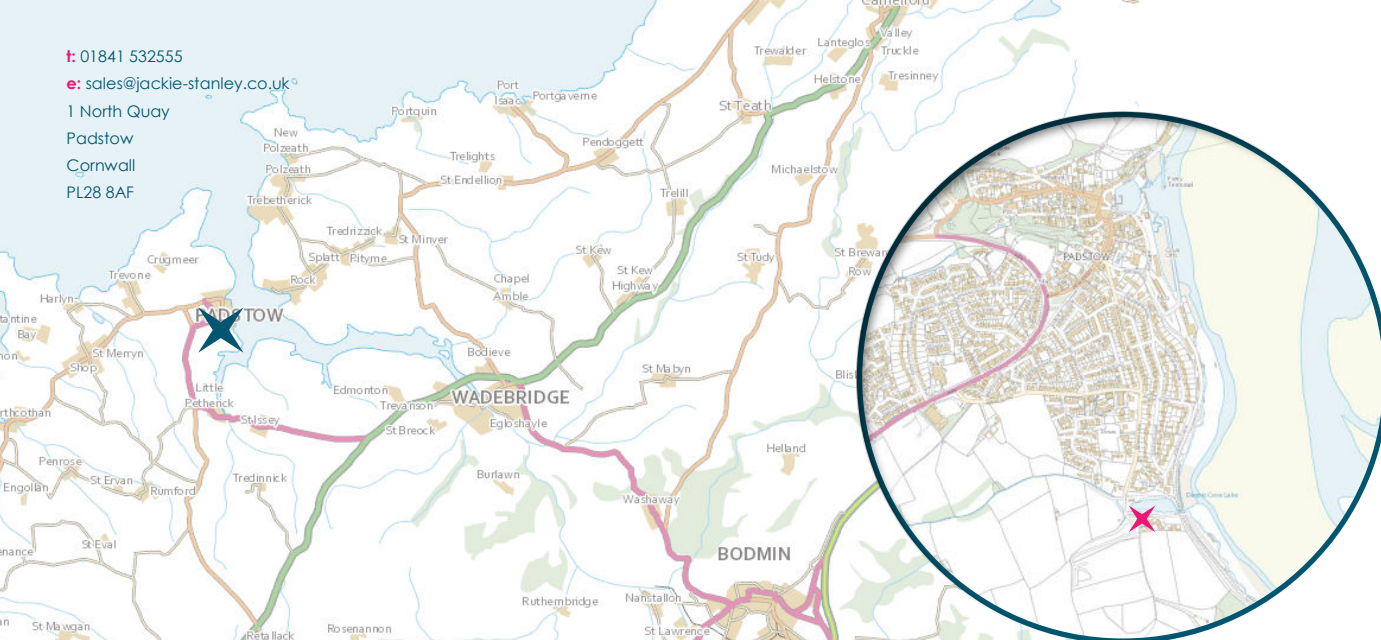 t: 01841 532555
e: sales@jackie-stanley.co.uk
1 North Quay
Padstow
Cornwall
PL28 8AF
Camelford
Valley
Truckle
Lanteglos
Trewalder
Helstone
Tresinney
Port
Isaac
Portgaverne
Portquin
St Teath
New
Polzeath
Pendoggett
Trelights
Polzeath
St Endellion
Michaelstow
Trelill
Trebetherick
Tredrizzick
St Minver
Splatt
Pityme
St Kew
St Tudy
St Breward
Row
Crugmeer
Trevone
Rock
Chapel
Amble
St Kew
Highway
Harlyn
PADSTOW
Bay
St Merryn
Shop
Bodieve
St Mabyn
Little
Petherick
Edmonton
Trevanson
WADEBRIDGE
Egloshayle
St Breock
St Issey
Helland
Penrose
Engollan
St Ervan
Rumford
Tredinnick
Burlawn
Washaway
St Eval
BODMIN
Ruthernbridge
Nanstallon
St Lawrence
St Mawgan
Retallack
Rosenannon
PADSTOW
Dennis Cove Lake